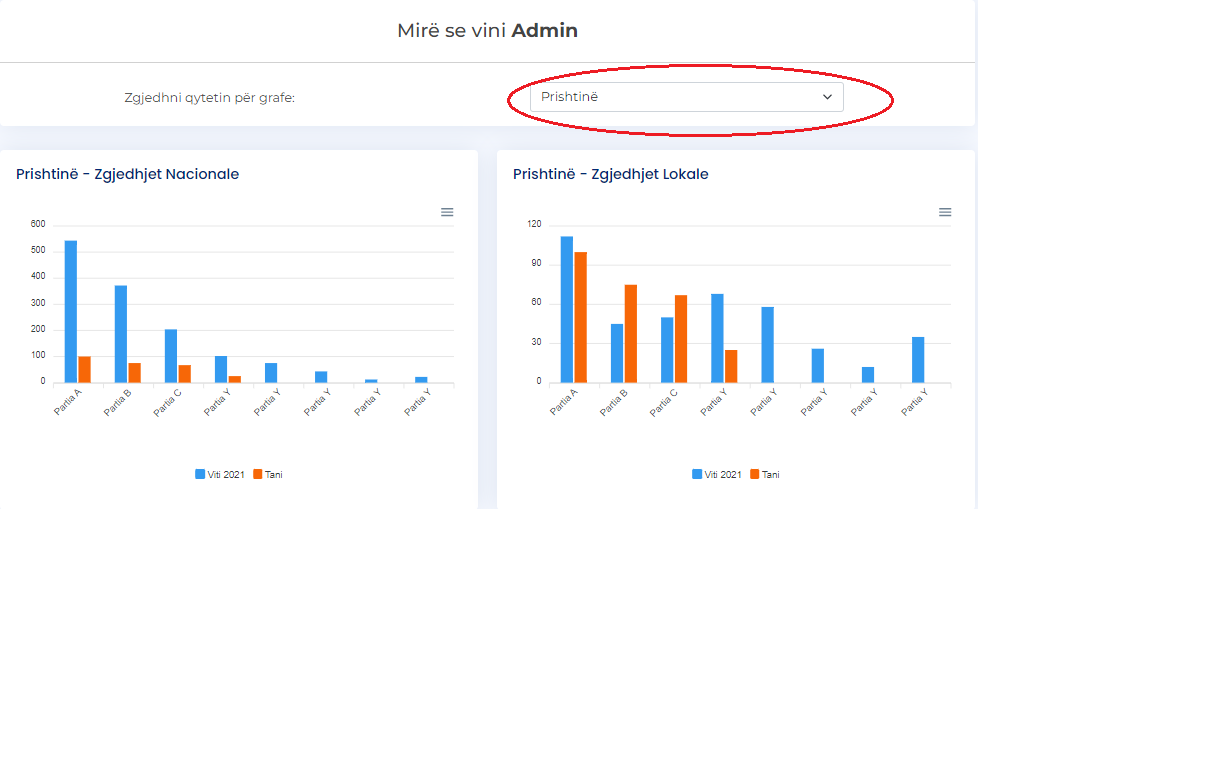 Mirë se vini Admin
Zgjedhni qytetin për grafe:
Prishtinë
Prishtinë - Zgjedhjet Nacionale
600
500
400
300
200
100
0
Partia A
Partia B
Partia C
Partia Y
Partia Y
Partia Y
Partia Y
Partia Y
Viti 2021 Tani
Prishtinë - Zgjedhjet Lokale
120
90
60
30
0
Partia A
Partia B
Partia C
Partia Y
Partia Y
Partia Y
Partia Y
Partia Y
Viti 2021 Tani